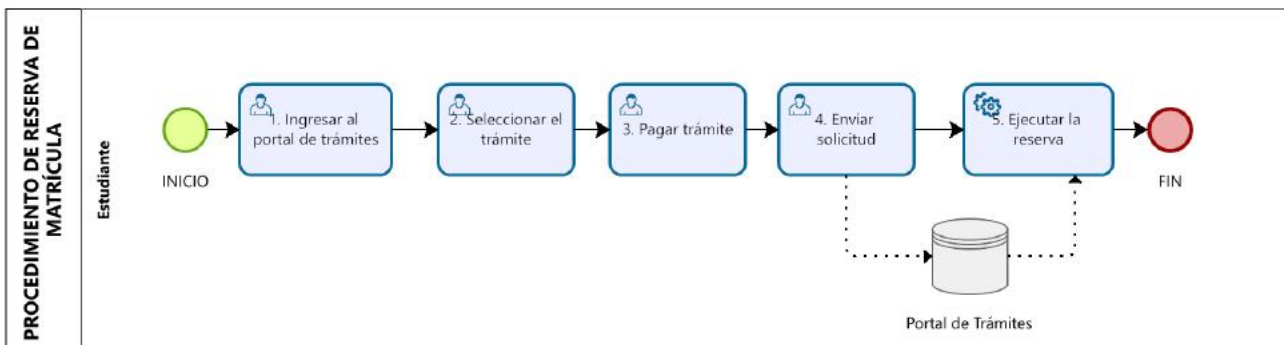 PROCEDIMIENTO DE RESERVA DE
MATRÍCULA
Estudiante
INICIO
1. Ingresar al
portal de trámites
2. Seleccionar el
trámite
3. Pagar trámite
4. Enviar
solicitud
5. Ejecutar la
reserva
FIN
Portal de Trámites